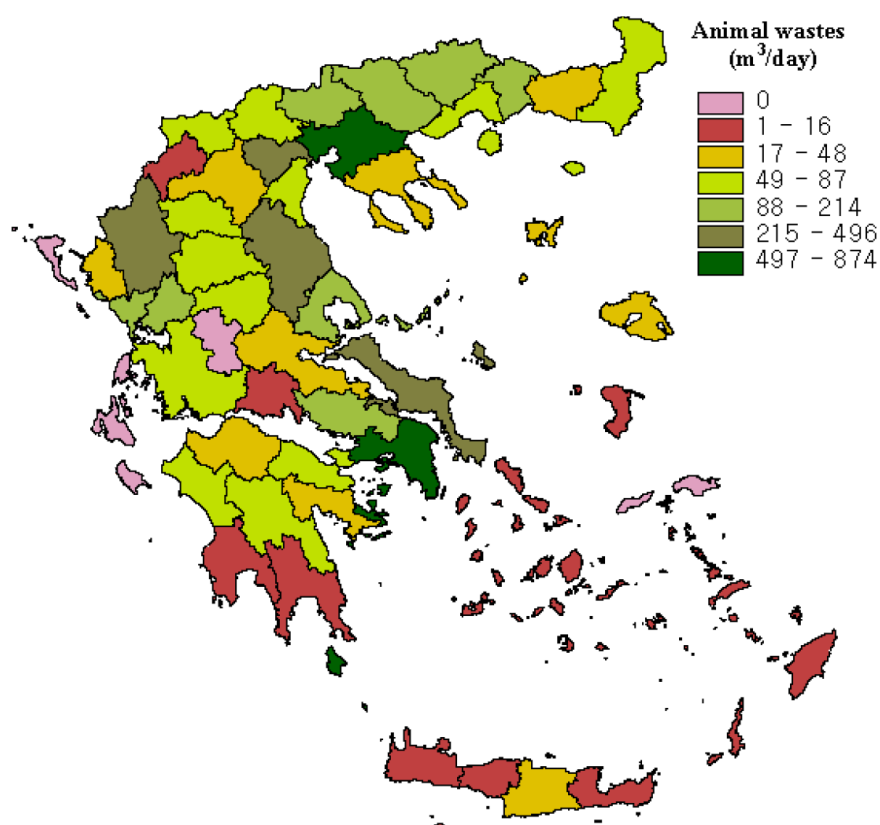 Animal wastes
(m³/day)
0
1 - 16
17 - 48
49 - 87
88 - 214
215 - 496
497 - 874